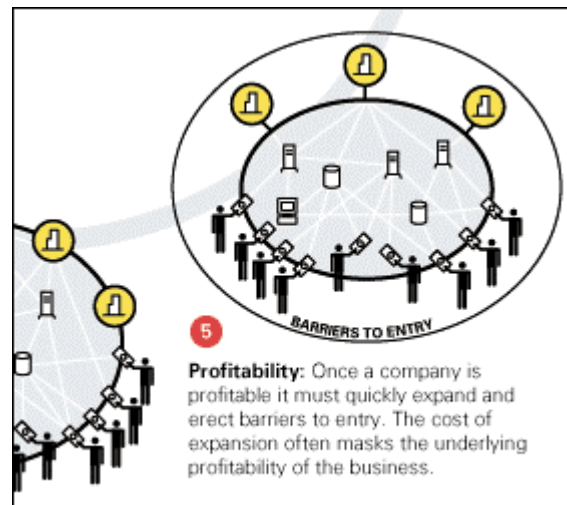 BARRIERS TO ENTRY
5
Profitability: Once a company is
profitable it must quickly expand and
erect barriers to entry. The cost of
expansion often masks the underlying
profitability of the business.